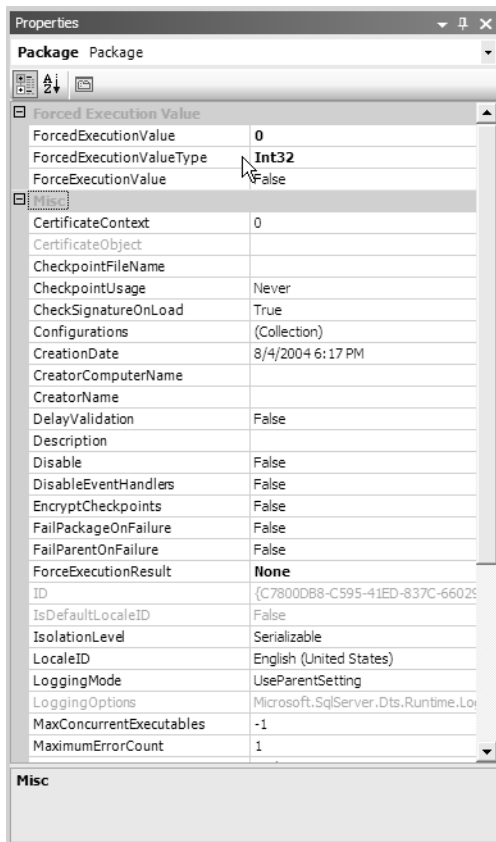 Properties
Package Package
Forced Execution Value
ForcedExecutionValue 0
ForcedExecutionValueType Int32
ForceExecutionValue False
Misc
CertificateContext 0
CertificateObject
CheckpointFileName
CheckpointUsage Never
CheckSignatureOnLoad True
Configurations (Collection)
CreationDate 8/4/2004 6:17 PM
CreatorComputerName
CreatorName
DelayValidation False
Description
Disable False
DisableEventHandlers False
EncryptCheckpoints False
FailPackageOnFailure False
FailParentOnFailure False
ForceExecutionResult None
ID {C7800DB8-C595-41ED-837C-66029
IsDefaultLocaleID False
IsolationLevel Serializable
LocaleID English (United States)
LoggingMode UseParentSetting
LoggingOptions Microsoft.SqlServer.Dts.Runtime.Lo
MaxConcurrentExecutables -1
MaximumErrorCount 1
Misc